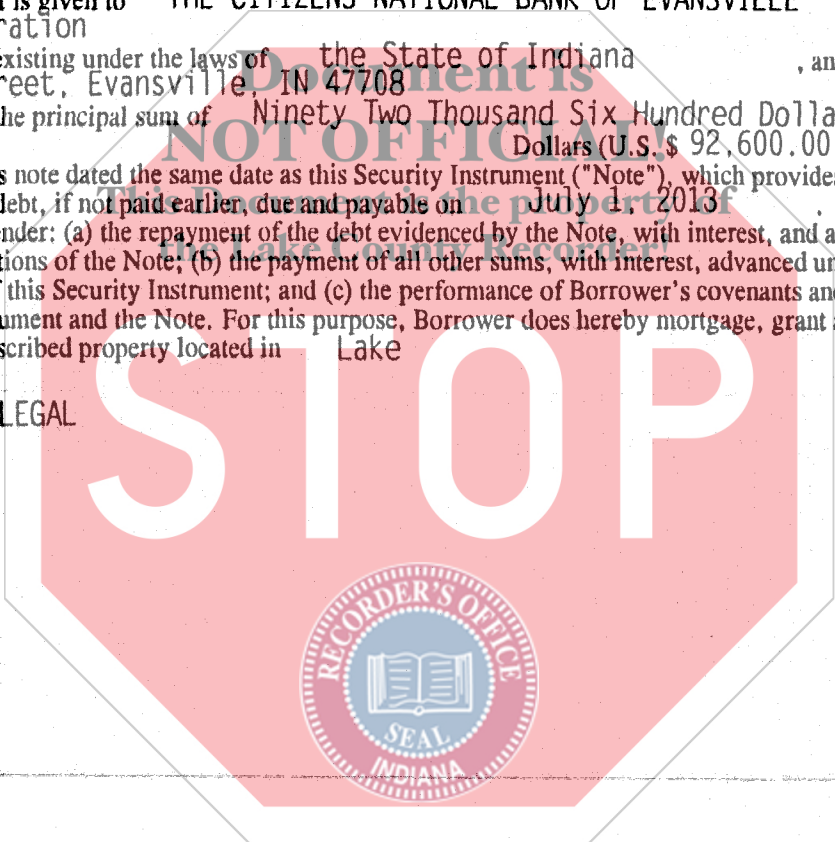 t is given to THE CITIZENS NATIONAL BANK OF EVANSVILLE
ration
existing under the laws of the State of Indiana , an
reet, Evansville, IN 47708
Document is
he principal sum of Ninety Two Thousand Six Hundred Dolla
NOT OFFICIAL!
Dollars (U.S. $ 92,600.00
s note dated the same date as this Security Instrument ("Note"), which provides
lebt, if not paid earlier, due and payable on July 1, 2013 .
This Document is the property of
nder: (a) the repayment of the debt evidenced by the Note, with interest, and a
the Lake County Recorder!
tions of the Note; (b) the payment of all other sums, with interest, advanced un
f this Security Instrument; and (c) the performance of Borrower's covenants and
ument and the Note. For this purpose, Borrower does hereby mortgage, grant a
scribed property located in Lake
LEGAL
STOP
RECORDER'S OFFICE
SEAL
INDIANA